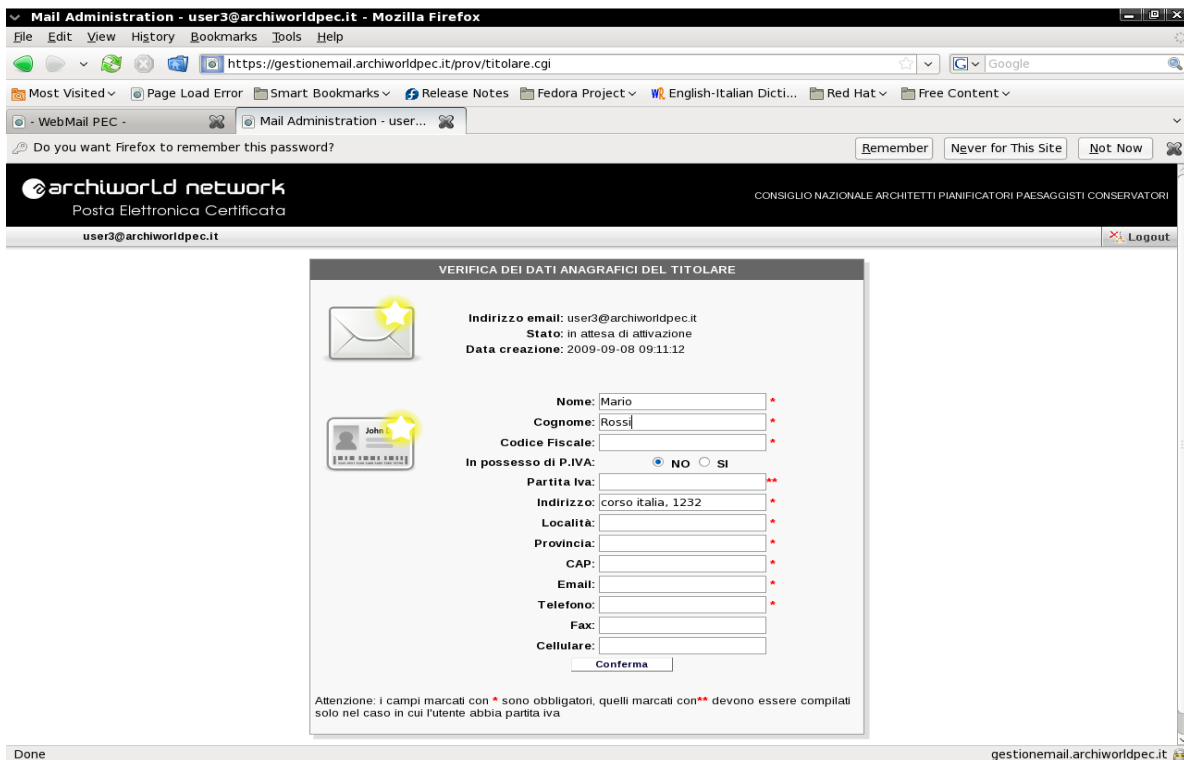 Mail Administration - user3@archiworldpec.it - Mozilla Firefox
File Edit View History Bookmarks Tools Help
https://gestionemail.archiworldpec.it/prov/titolare.cgi
G Google
Most Visited Page Load Error Smart Bookmarks Release Notes Fedora Project English-Italian Dicti... Red Hat Free Content
- WebMail PEC - Mail Administration - user...
Do you want Firefox to remember this password? Remember Never for This Site Not Now
archiworld network
Posta Elettronica Certificata
CONSIGLIO NAZIONALE ARCHITETTI PIANIFICATORI PAESAGGISTI CONSERVATORI
user3@archiworldpec.it Logout
VERIFICA DEI DATI ANAGRAFICI DEL TITOLARE
Indirizzo email: user3@archiworldpec.it
Stato: in attesa di attivazione
Data creazione: 2009-09-08 09:11:12
John
Nome: Mario *
Cognome: Rossi *
Codice Fiscale: *
In possesso di P.IVA: NO SI
Partita Iva: **
Indirizzo: corso italia, 1232 *
Località: *
Provincia: *
CAP: *
Email: *
Telefono: *
Fax:
Cellulare:
Conferma
Attenzione: i campi marcati con * sono obbligatori, quelli marcati con** devono essere compilati
solo nel caso in cui l'utente abbia partita iva
Done gestionemail.archiworldpec.it